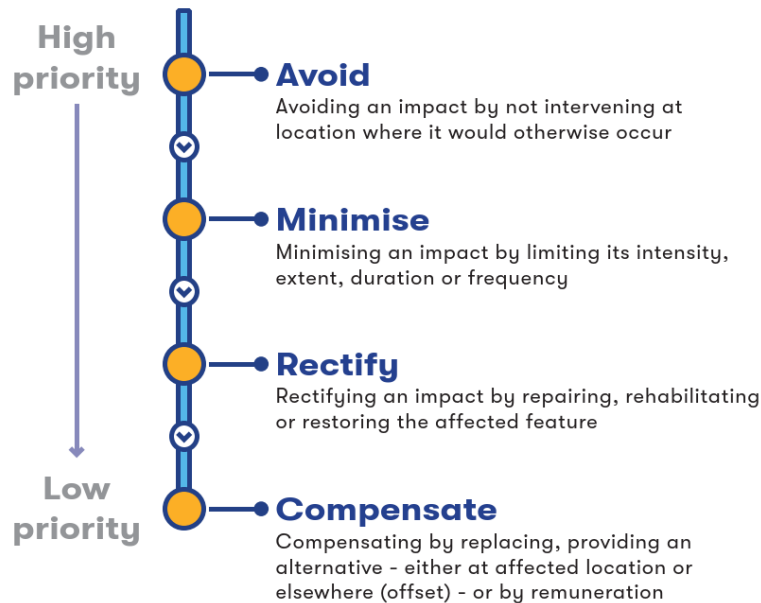 High
priority
Avoid
Avoiding an impact by not intervening at
location where it would otherwise occur
Minimise
Minimising an impact by limiting its intensity,
extent, duration or frequency
Rectify
Rectifying an impact by repairing, rehabilitating
or restoring the affected feature
Low
priority
Compensate
Compensating by replacing, providing an
alternative - either at affected location or
elsewhere (offset) - or by remuneration